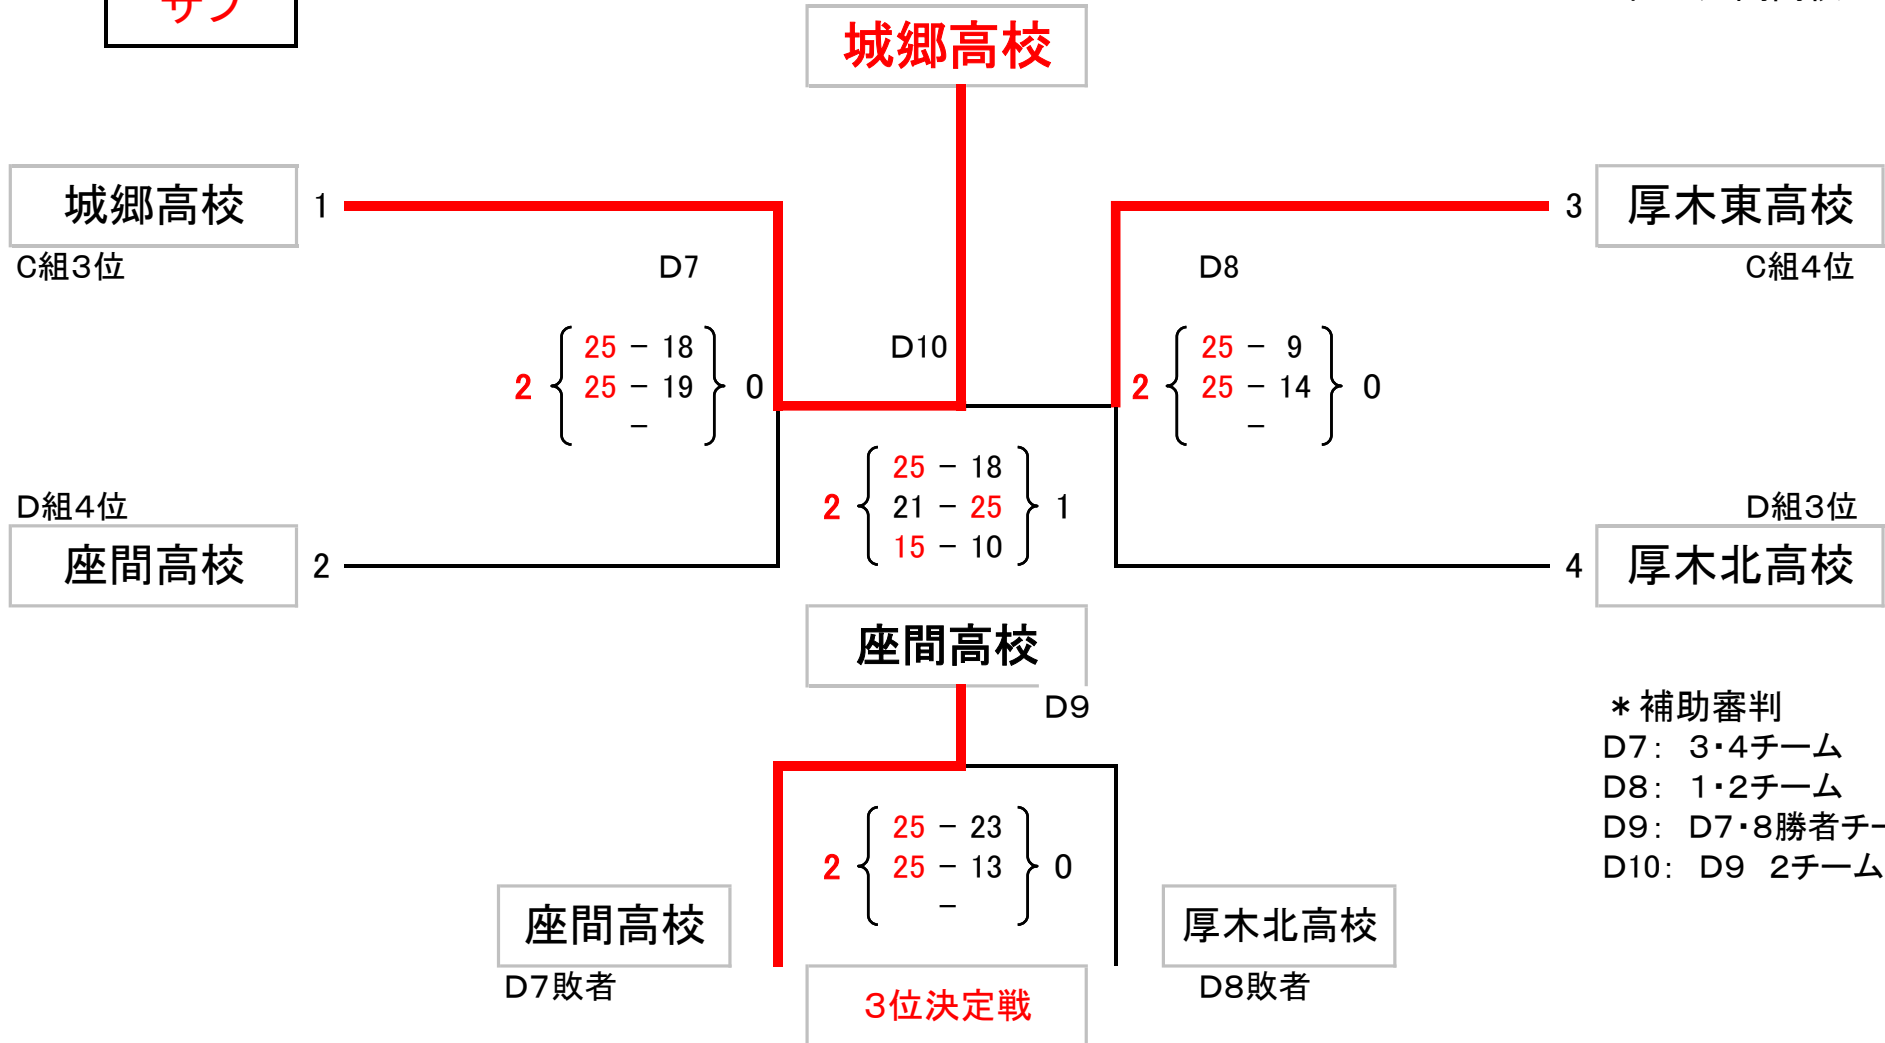 サブ
城郷高校
城郷高校 1
C組3位
3 厚木東高校
C組4位
D7
D8
25 - 18
2 25 - 19 0
-
D10
25 - 9
2 25 - 14 0
-
25 - 18
2 21 - 25 1
15 - 10
D組4位
座間高校 2
D組3位
4 厚木北高校
座間高校
D9
25 - 23
2 25 - 13 0
-
座間高校
D7敗者
厚木北高校
D8敗者
3位決定戦
*補助審判
D7: 3・4チーム
D8: 1・2チーム
D9: D7・8勝者チー
D10: D9 2チーム